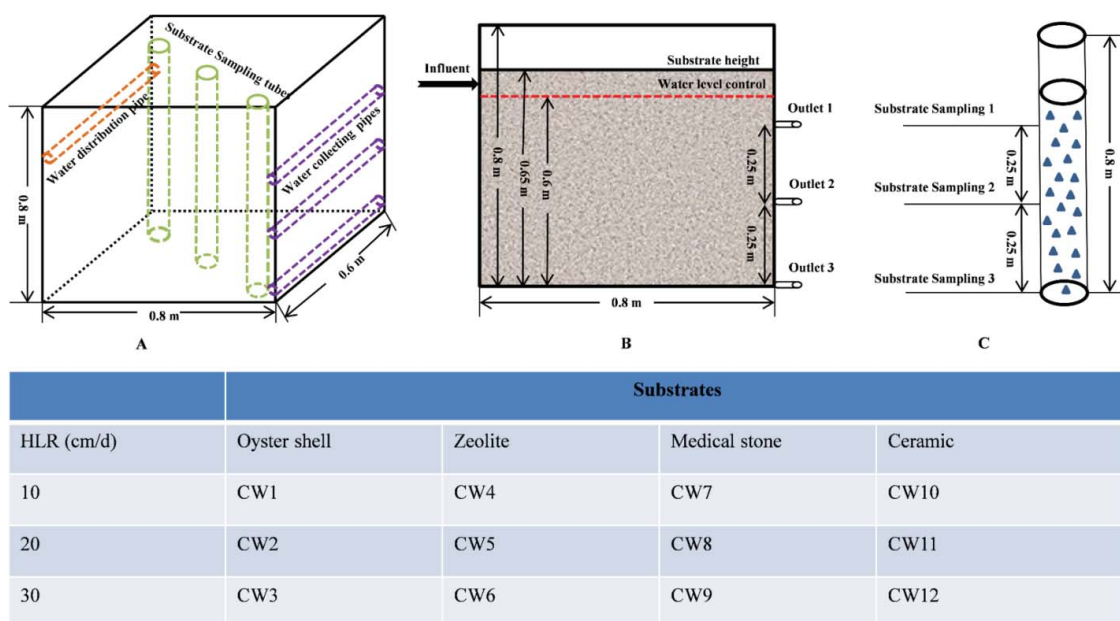 Substrate Sampling tubes
Water distribution pipe
Water collecting pipes
0.8 m
0.8 m
0.6 m
A
Influent
Substrate height
Water level control
0.8 m
0.65 m
0.6 m
Outlet 1
0.25 m
Outlet 2
0.25 m
Outlet 3
0.8 m
B
Substrate Sampling 1
0.25 m
Substrate Sampling 2
0.25 m
Substrate Sampling 3
0.8 m
C
Substrates
HLR (cm/d) Oyster shell Zeolite Medical stone Ceramic
10 CW1 CW4 CW7 CW10
20 CW2 CW5 CW8 CW11
30 CW3 CW6 CW9 CW12